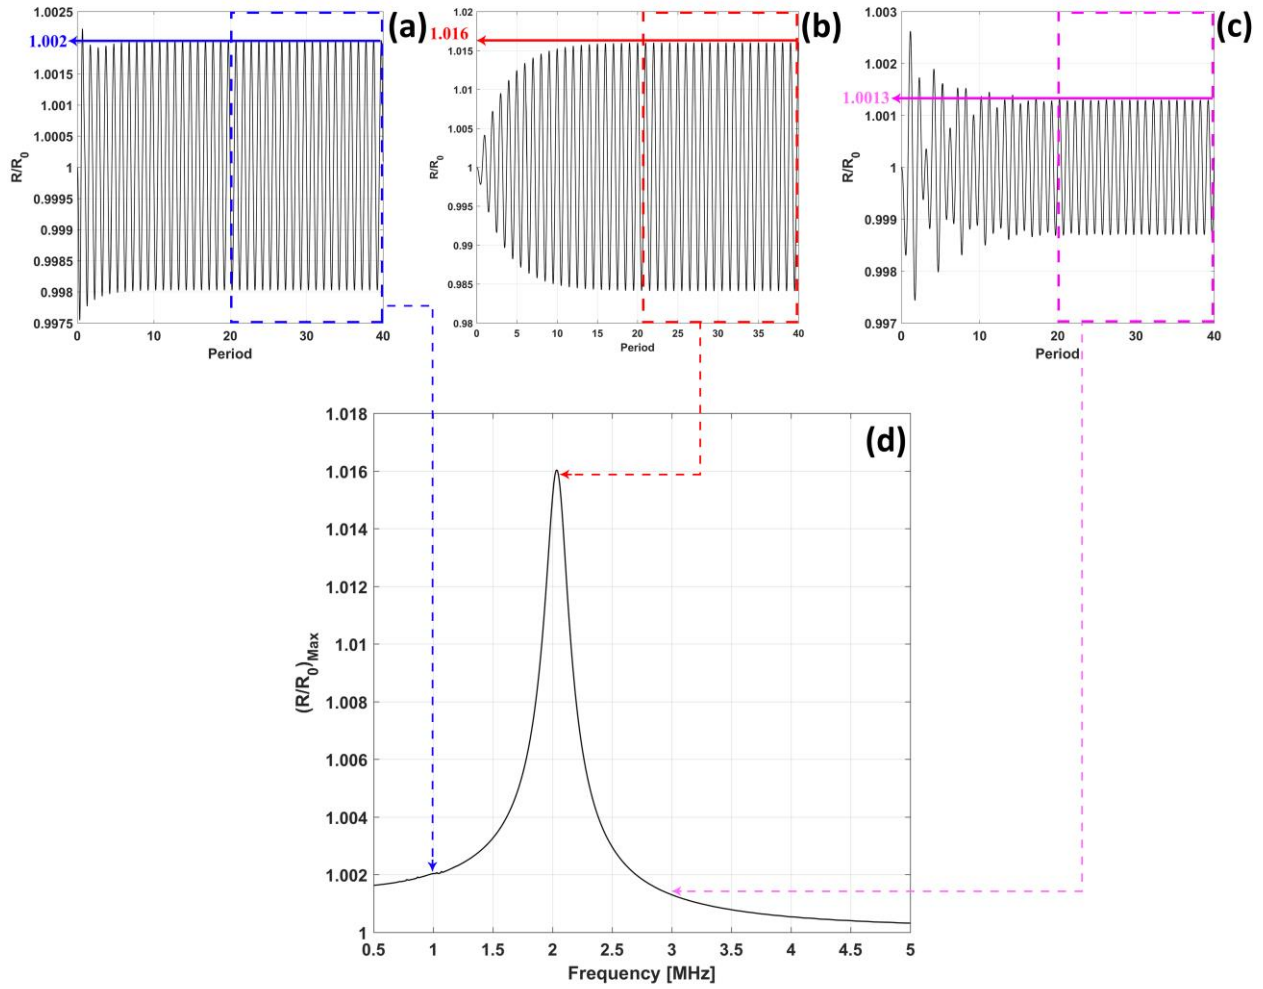 (a)
1.0025
1.002
1.0015
1.001
1.0005
1
0.9995
0.999
0.9985
0.998
0.9975
R/R0
0 10 20 30 40
Period
(b)
1.02
1.016
1.015
1.01
1.005
1
0.995
0.99
0.985
0.98
R/R0
0 5 10 15 20 25 30 35 40
Period
(c)
1.003
1.002
1.0013
1.001
1
0.999
0.998
0.997
R/R0
0 10 20 30 40
Period
(d)
1.018
1.016
1.014
1.012
1.01
1.008
1.006
1.004
1.002
1
(R/R0)Max
0.5 1 1.5 2 2.5 3 3.5 4 4.5 5
Frequency [MHz]